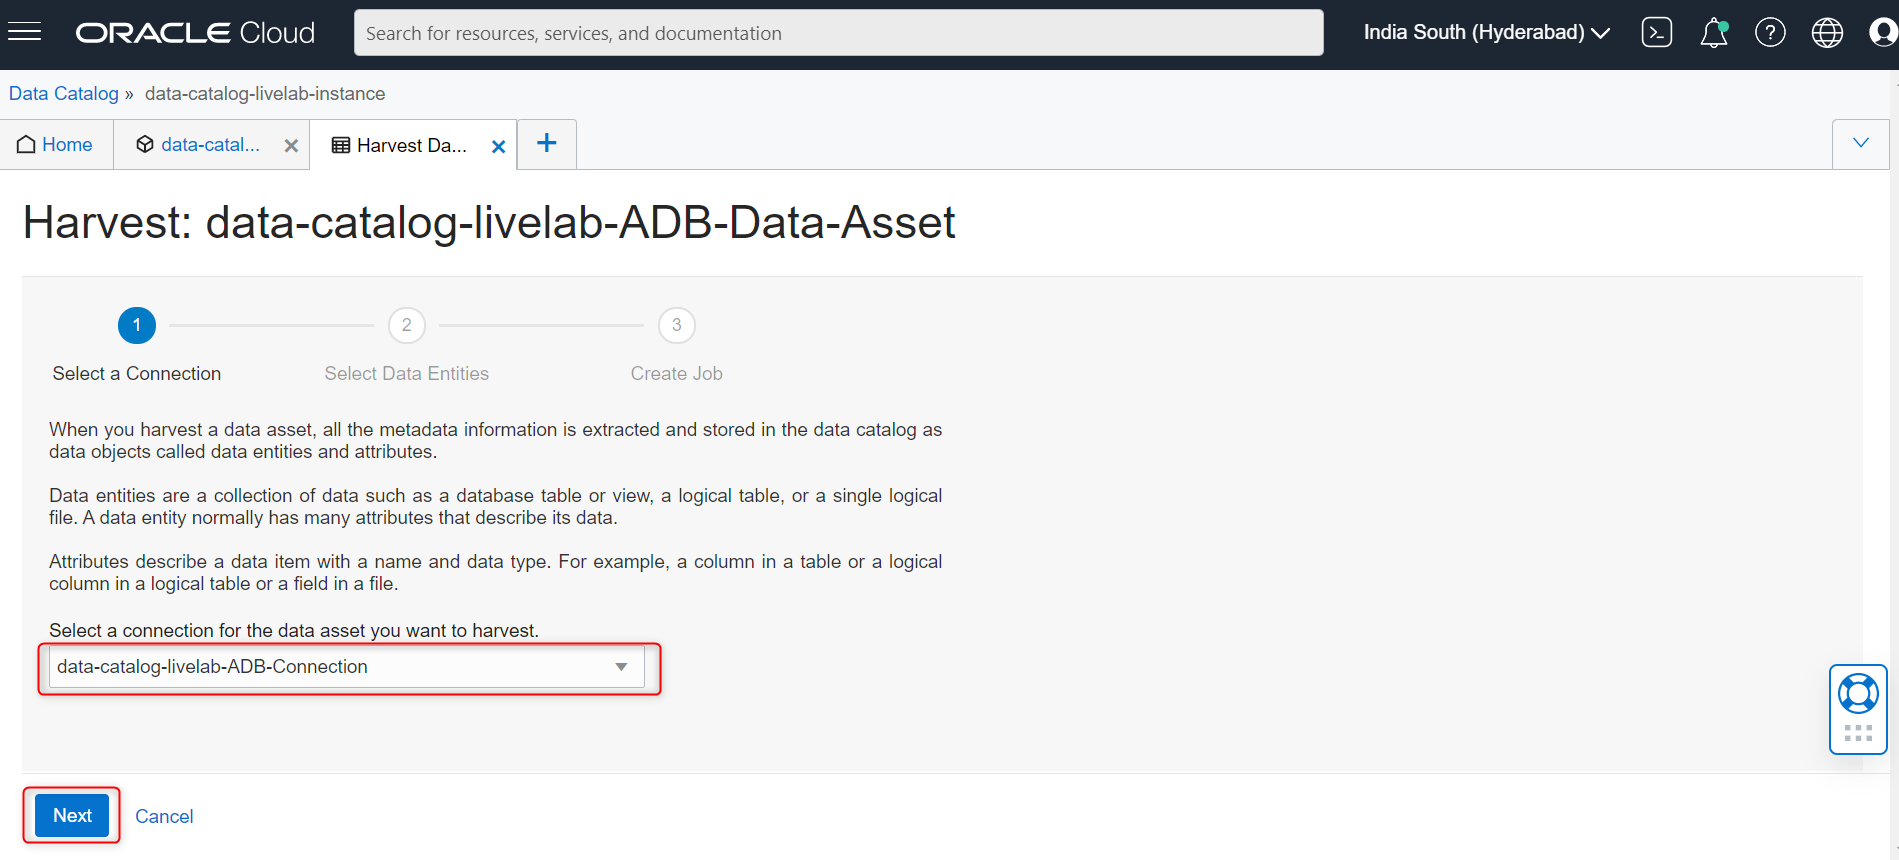 ORACLE Cloud
Search for resources, services, and documentation
India South (Hyderabad)
Data Catalog » data-catalog-livelab-instance
Home
data-catal...
Harvest Da...
Harvest: data-catalog-livelab-ADB-Data-Asset
1
2
3
Select a Connection
Select Data Entities
Create Job
When you harvest a data asset, all the metadata information is extracted and stored in the data catalog as
data objects called data entities and attributes.
Data entities are a collection of data such as a database table or view, a logical table, or a single logical
file. A data entity normally has many attributes that describe its data.
Attributes describe a data item with a name and data type. For example, a column in a table or a logical
column in a logical table or a field in a file.
Select a connection for the data asset you want to harvest.
data-catalog-livelab-ADB-Connection
Next
Cancel